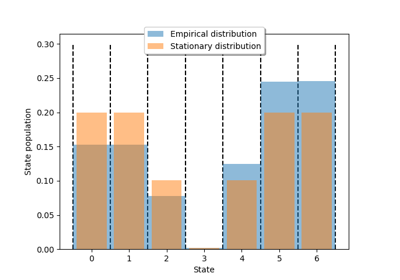 Empirical distribution
Stationary distribution
0.30
0.25
0.20
0.15
0.10
0.05
0.00
State population
0 1 2 3 4 5 6
State